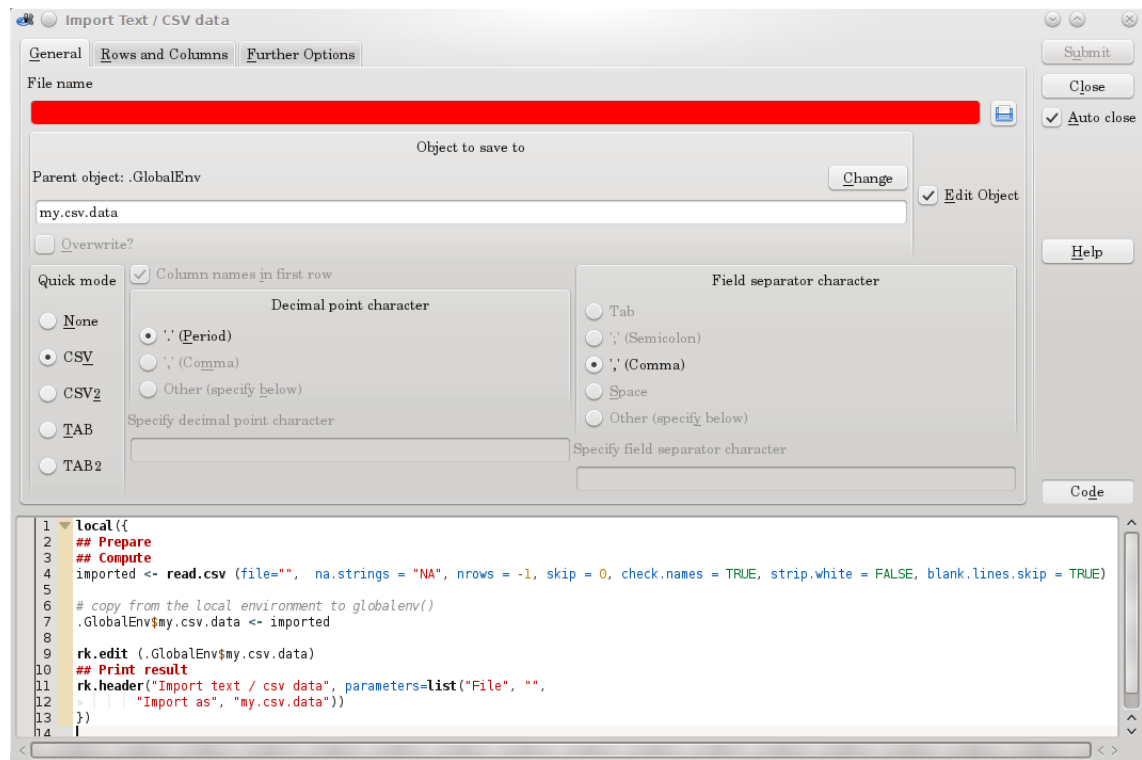 Import Text / CSV data
General Rows and Columns Further Options
Submit
File name
Close
Auto close
Object to save to
Parent object: .GlobalEnv
Change
Edit Object
my.csv.data
Overwrite?
Help
Quick mode
Column names in first row
Field separator character
Decimal point character
None
'.' (Period)
Tab
';' (Semicolon)
CSV
',' (Comma)
',' (Comma)
CSV2
Other (specify below)
Space
TAB
Specify decimal point character
Other (specify below)
Specify field separator character
TAB2
Code
1 local({
2 ## Prepare
3 ## Compute
4 imported <- read.csv (file="",  na.strings = "NA", nrows = -1, skip = 0, check.names = TRUE, strip.white = FALSE, blank.lines.skip = TRUE)
5
6 # copy from the local environment to globalenv()
7 .GlobalEnv$my.csv.data <- imported
8
9 rk.edit (.GlobalEnv$my.csv.data)
10 ## Print result
11 rk.header("Import text / csv data", parameters=list("File", "",
12 "Import as", "my.csv.data"))
13 })
14